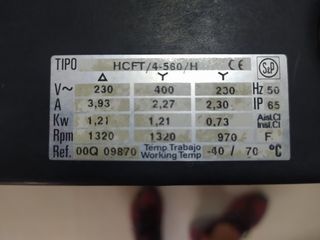 TIPO HCFT/4-560/H CE S&P
Δ Y Y
V~ 230 400 230 Hz 50
A 3,93 2,27 2,30 IP 65
Kw 1,21 1,21 0,73 Aisl.Cl Inst.Cl
Rpm 1320 1320 970 F
Ref. 00Q 09870 Temp Trabajo Working Temp -40 / 70 °C